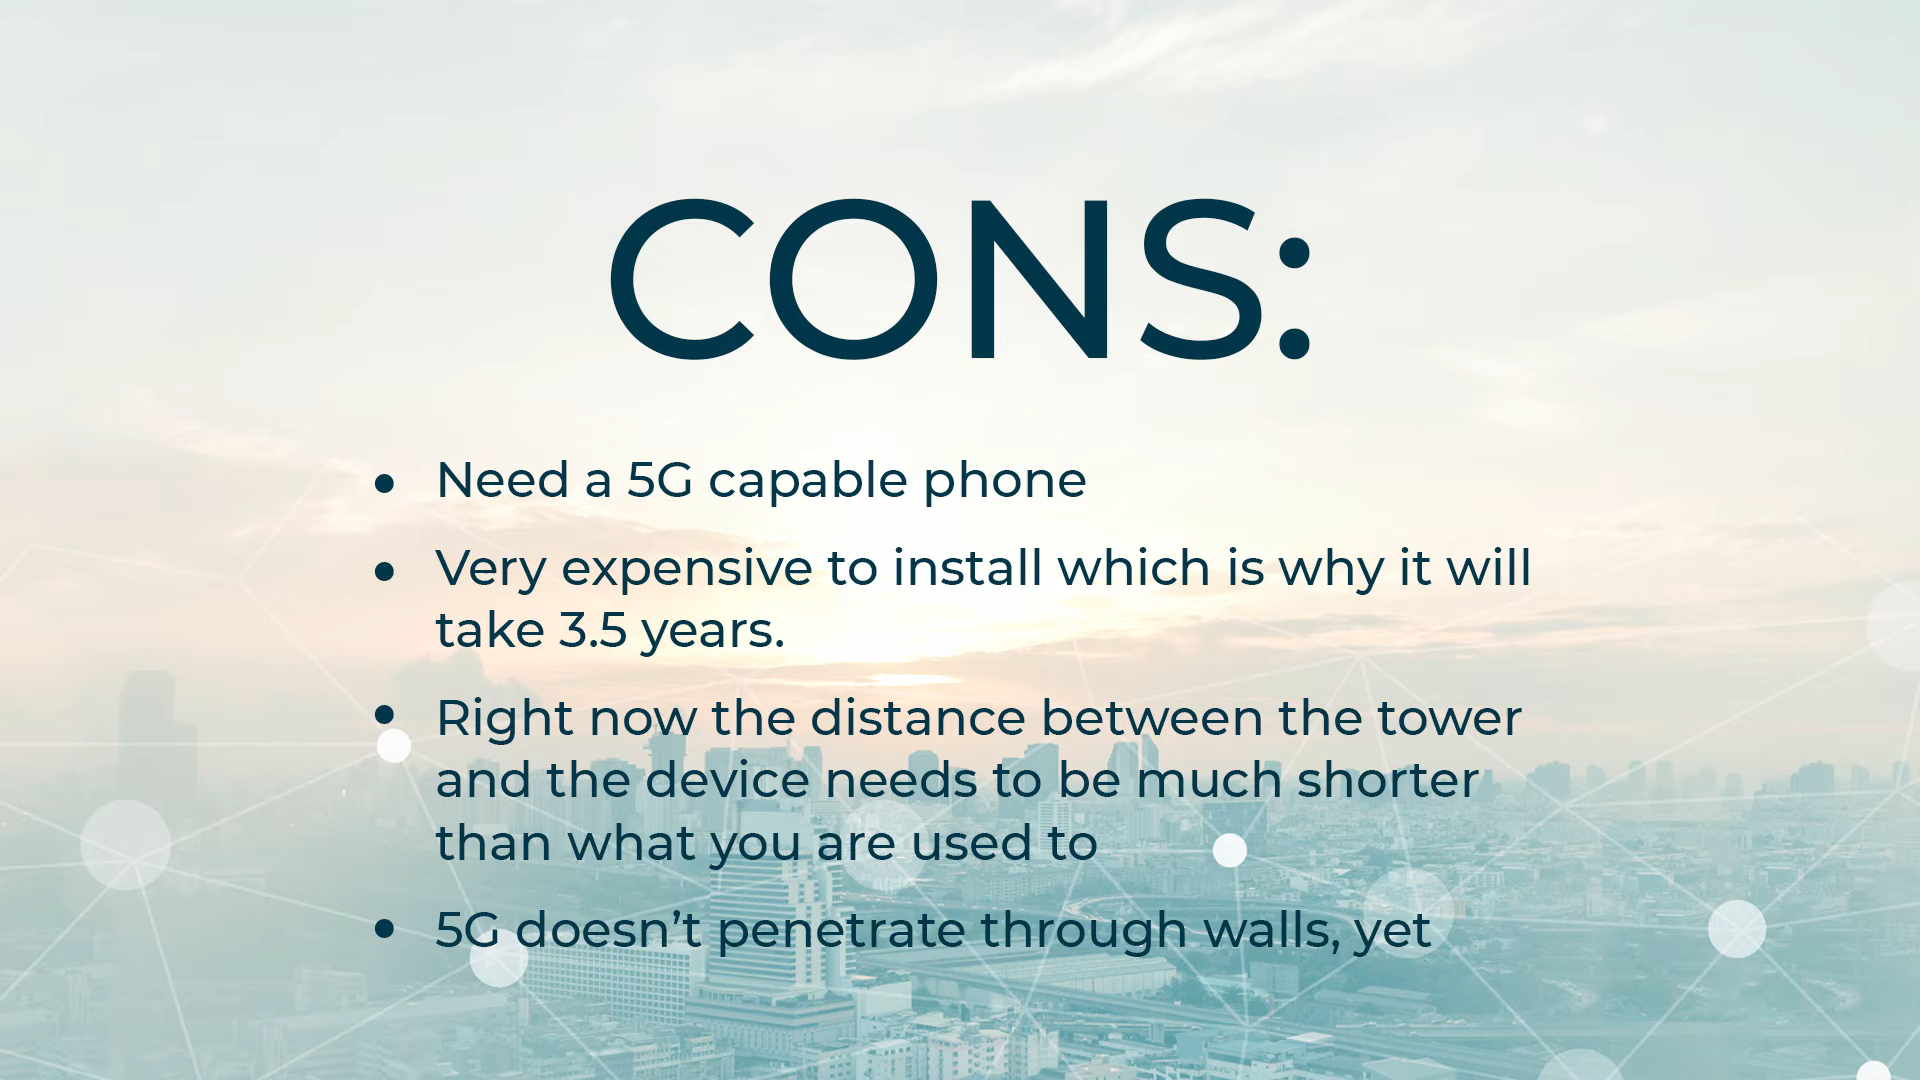 CONS:
• Need a 5G capable phone
• Very expensive to install which is why it will
take 3.5 years.
• Right now the distance between the tower
and the device needs to be much shorter
than what you are used to
• 5G doesn’t penetrate through walls, yet